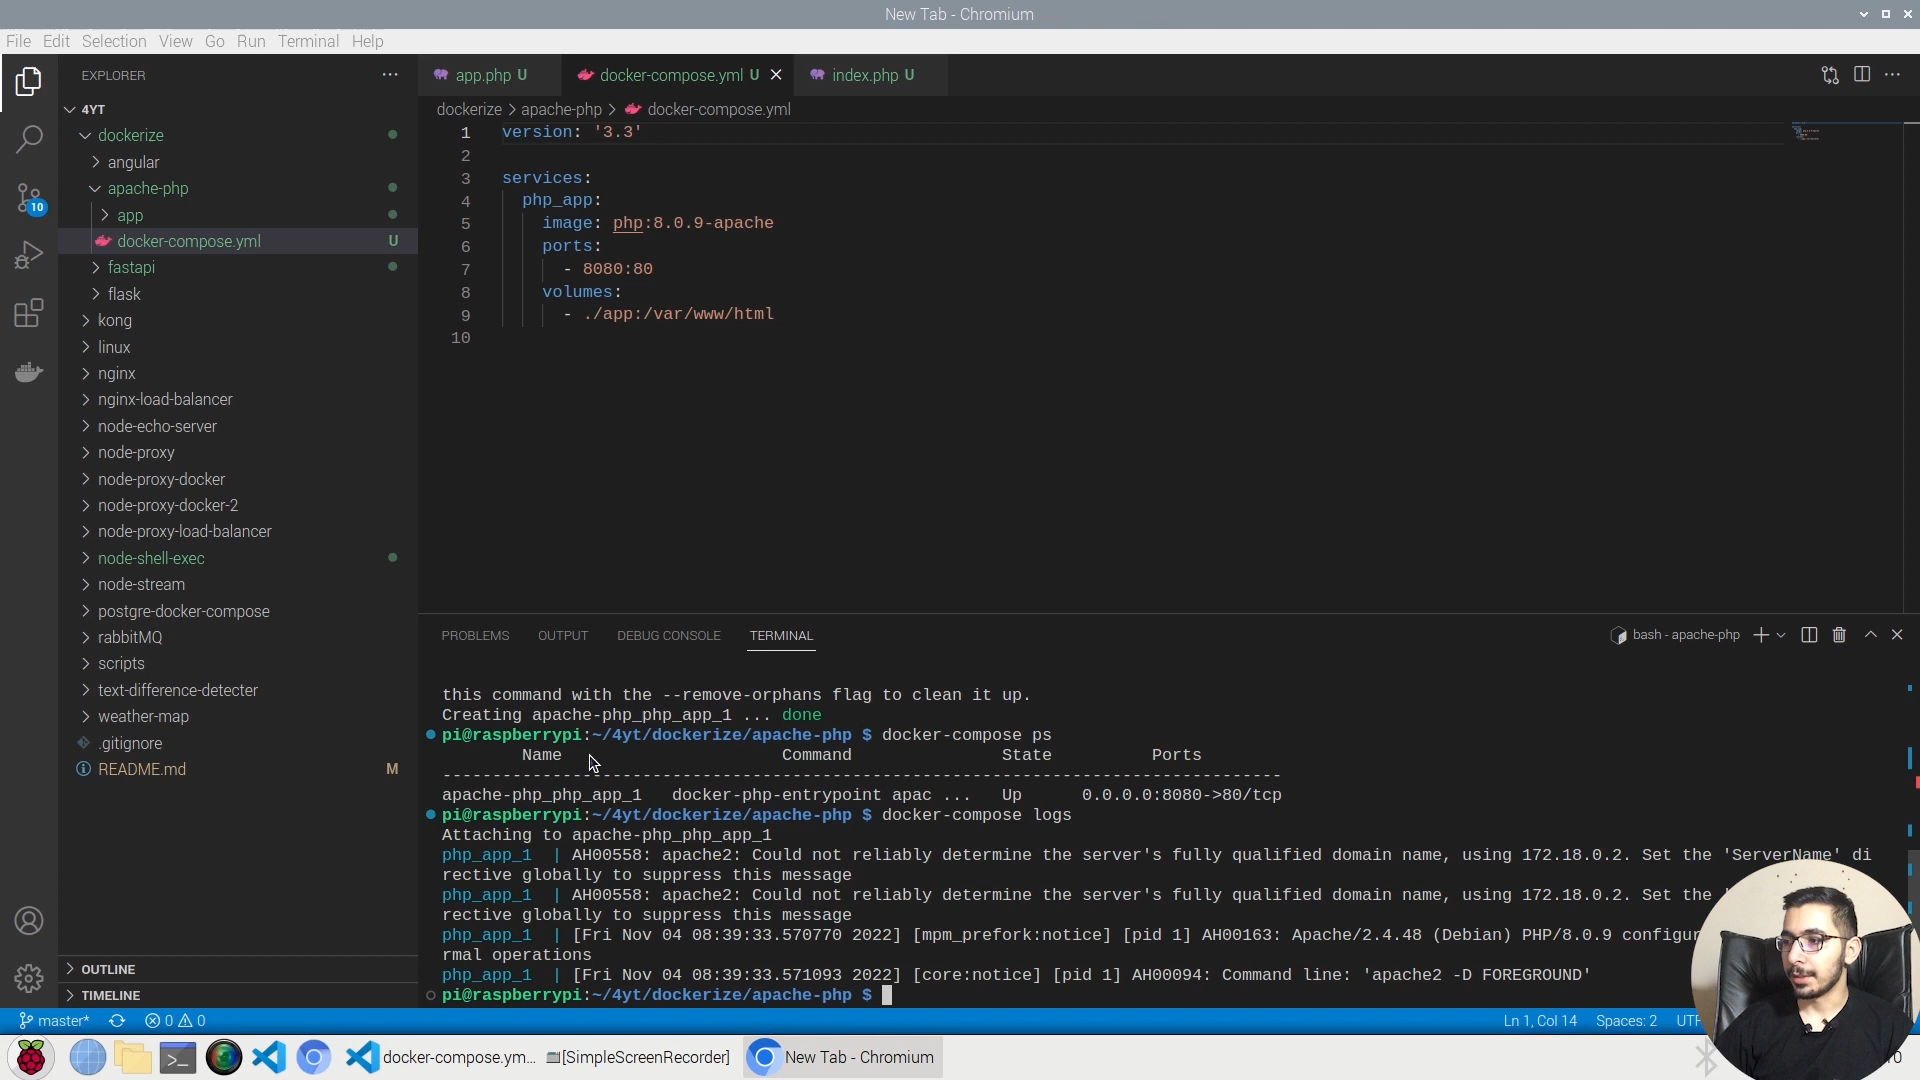 New Tab - Chromium
File Edit Selection View Go Run Terminal Help
EXPLORER
4YT
dockerize
angular
apache-php
app
docker-compose.yml U
fastapi
flask
kong
linux
nginx
nginx-load-balancer
node-echo-server
node-proxy
node-proxy-docker
node-proxy-docker-2
node-proxy-load-balancer
node-shell-exec
node-stream
postgre-docker-compose
rabbitMQ
scripts
text-difference-detecter
weather-map
.gitignore
README.md M
OUTLINE
TIMELINE
10
app.php U docker-compose.yml U index.php U
dockerize > apache-php > docker-compose.yml
1 version: '3.3'
2
3 services:
4 php_app:
5 image: php:8.0.9-apache
6 ports:
7 - 8080:80
8 volumes:
9 - ./app:/var/www/html
10
PROBLEMS OUTPUT DEBUG CONSOLE TERMINAL
bash - apache-php
this command with the --remove-orphans flag to clean it up.
Creating apache-php_php_app_1 ... done
pi@raspberrypi:~/4yt/dockerize/apache-php $ docker-compose ps
Name Command State Ports
--------------------------------------------------------------------------------
apache-php_php_app_1 docker-php-entrypoint apac ... Up 0.0.0.0:8080->80/tcp
pi@raspberrypi:~/4yt/dockerize/apache-php $ docker-compose logs
Attaching to apache-php_php_app_1
php_app_1 | AH00558: apache2: Could not reliably determine the server's fully qualified domain name, using 172.18.0.2. Set the 'ServerName' di
rective globally to suppress this message
php_app_1 | AH00558: apache2: Could not reliably determine the server's fully qualified domain name, using 172.18.0.2. Set the
rective globally to suppress this message
php_app_1 | [Fri Nov 04 08:39:33.570770 2022] [mpm_prefork:notice] [pid 1] AH00163: Apache/2.4.48 (Debian) PHP/8.0.9 configur
rmal operations
php_app_1 | [Fri Nov 04 08:39:33.571093 2022] [core:notice] [pid 1] AH00094: Command line: 'apache2 -D FOREGROUND'
pi@raspberrypi:~/4yt/dockerize/apache-php $
master* 0 0 Ln 1, Col 14 Spaces: 2 UTF
docker-compose.ym... [SimpleScreenRecorder] New Tab - Chromium